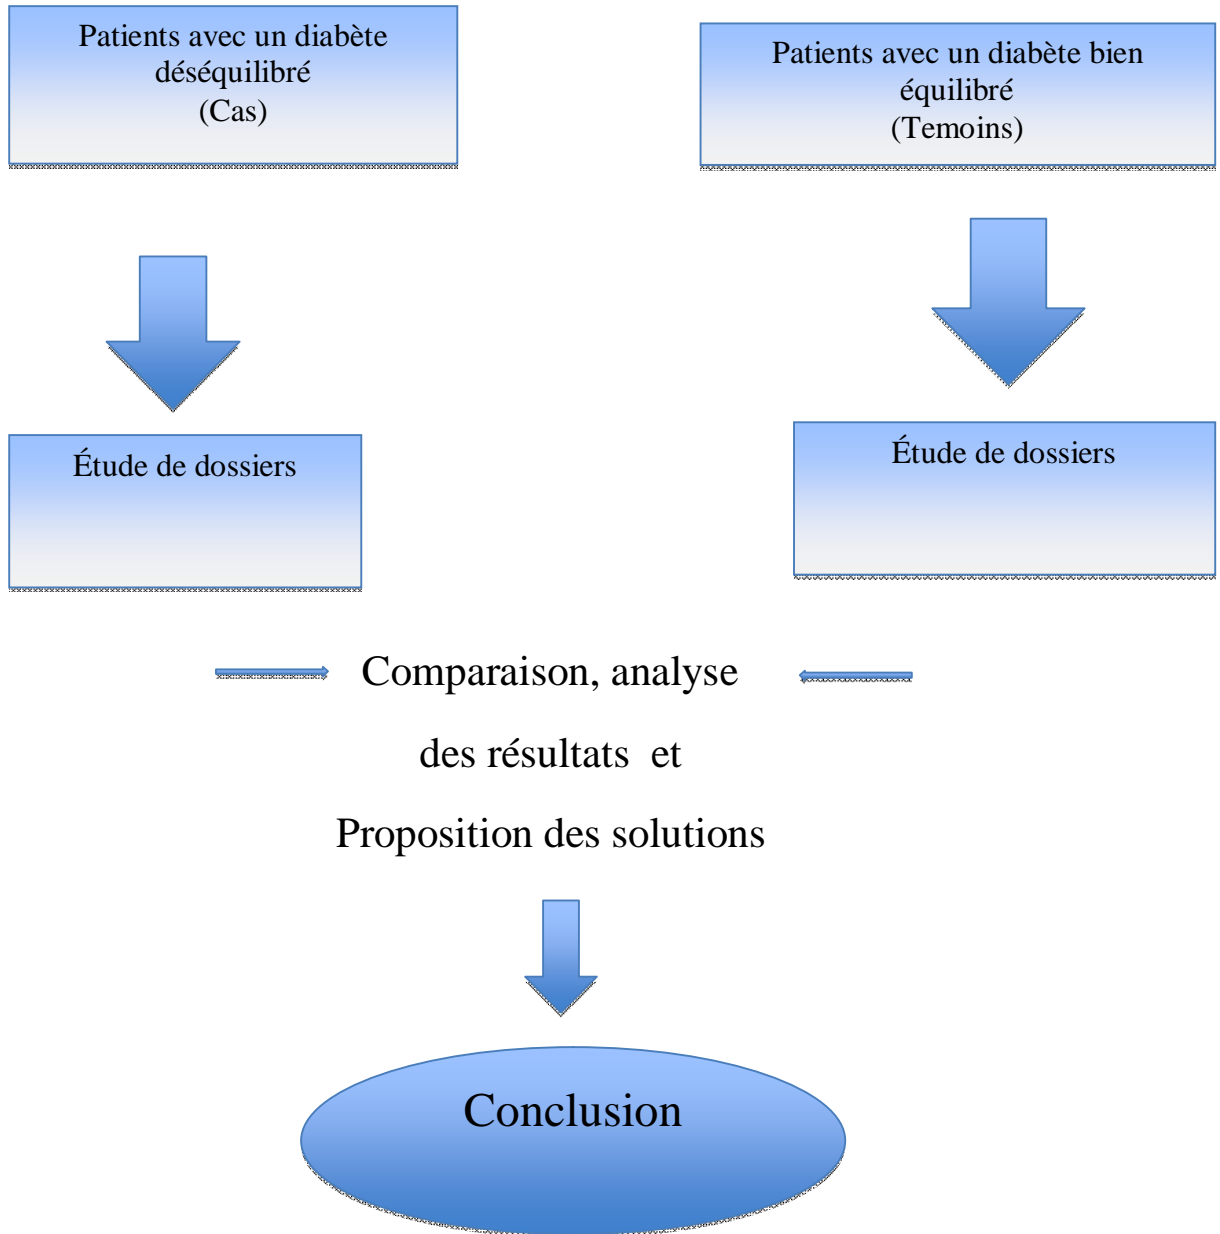 Patients avec un diabète
déséquilibré
(Cas)
Patients avec un diabète bien
équilibré
(Temoins)
Étude de dossiers
Étude de dossiers
Comparaison, analyse
des résultats  et
Proposition des solutions
Conclusion